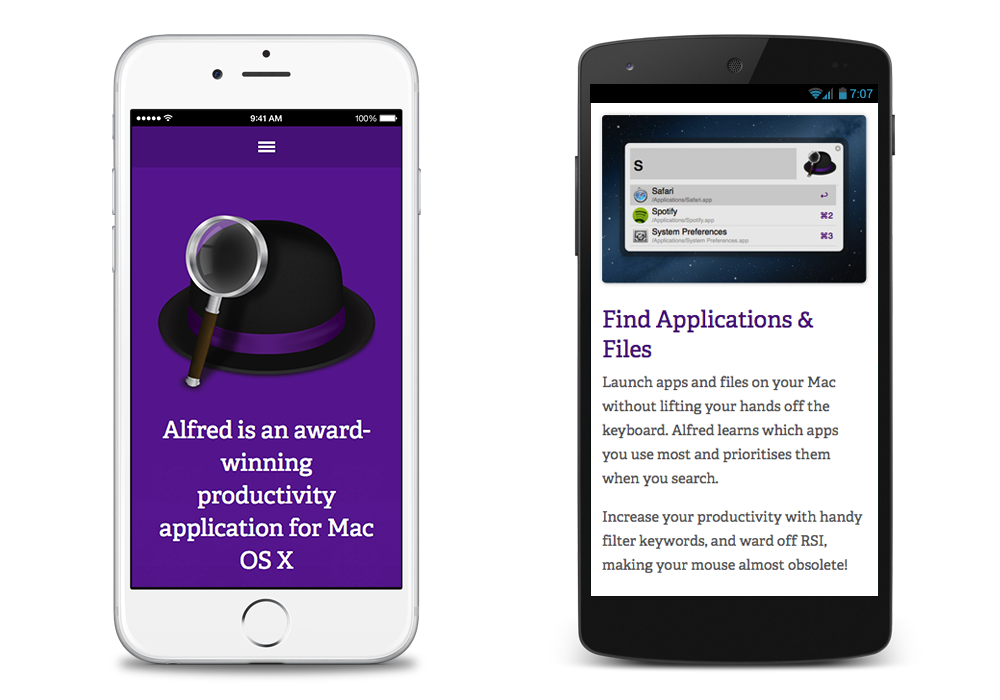 9:41 AM
100%
Alfred is an award-
winning
productivity
application for Mac
OS X
7:07
S
Safari
/Applications/Safari.app
Spotify
⌘2
/Applications/Spotify.app
System Preferences
⌘3
/Applications/System Preferences.app
Find Applications &
Files
Launch apps and files on your Mac
without lifting your hands off the
keyboard. Alfred learns which apps
you use most and prioritises them
when you search.
Increase your productivity with handy
filter keywords, and ward off RSI,
making your mouse almost obsolete!